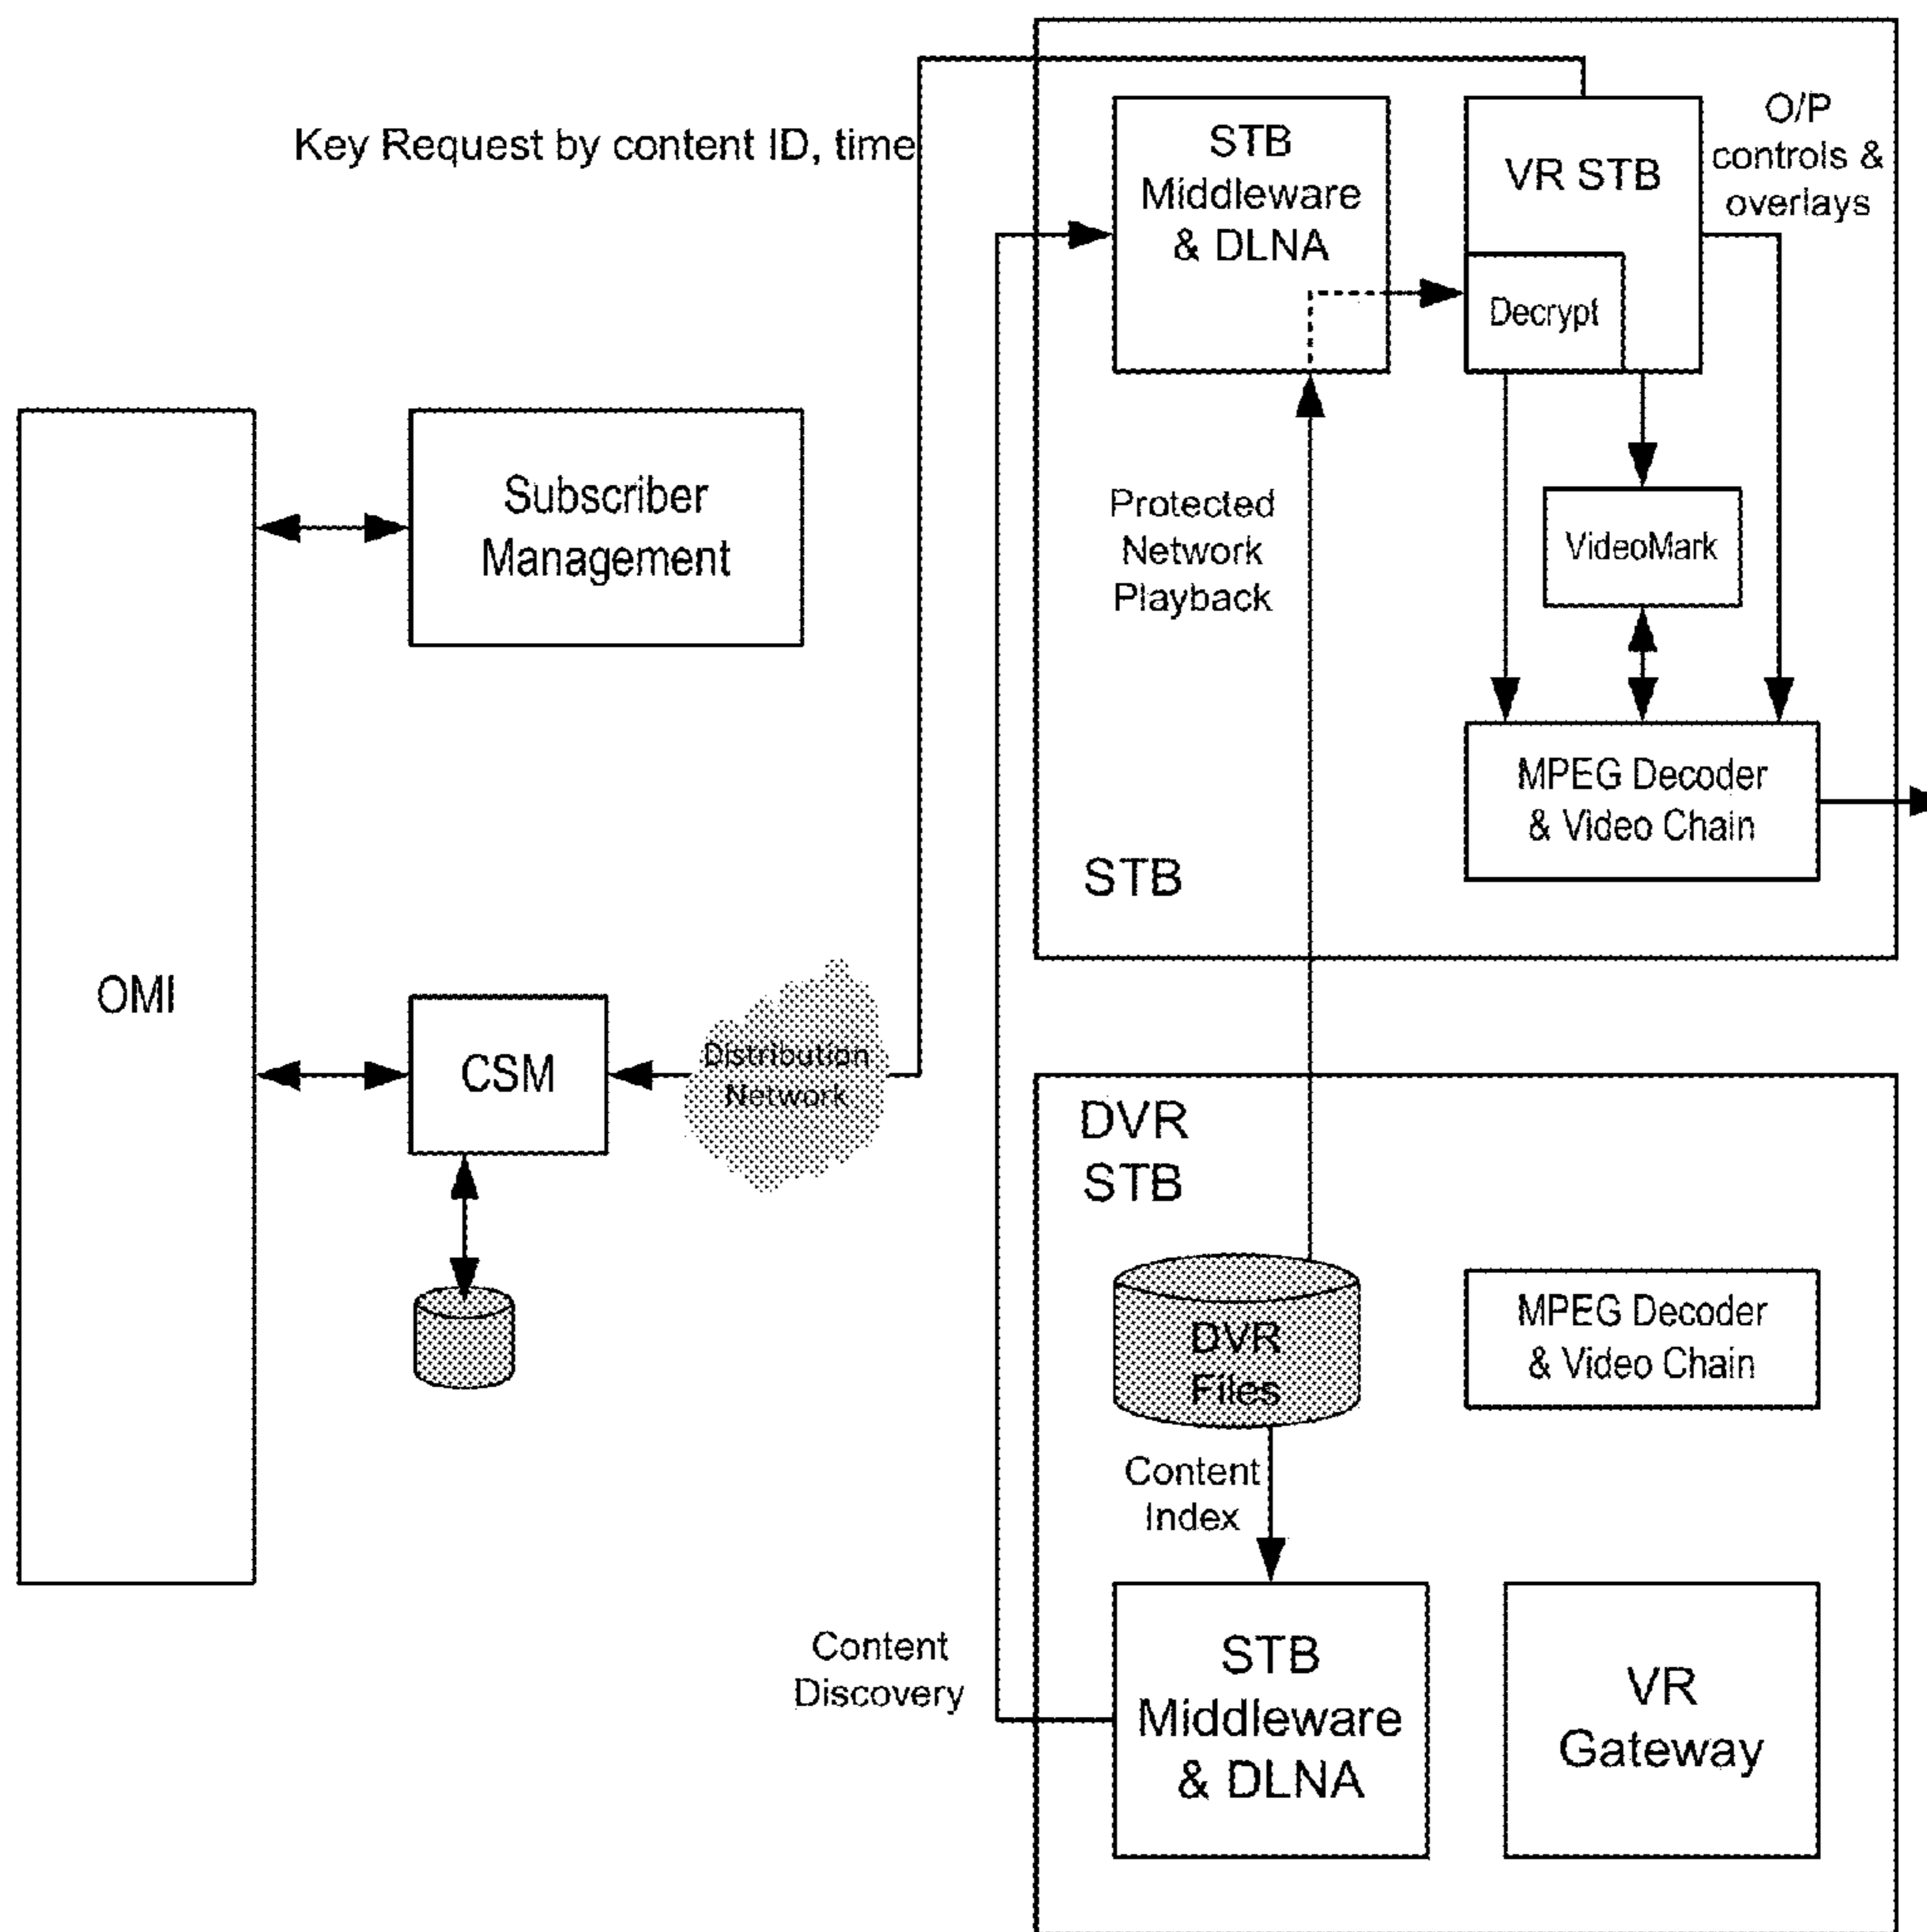 Key Request by content ID, time
STB
Middleware
& DLNA
VR STB
O/P
controls &
overlays
Decrypt
Subscriber
Management
Protected
Network
Playback
VideoMark
MPEG Decoder
& Video Chain
STB
OMI
CSM
Distribution
Network
DVR
STB
DVR
Files
MPEG Decoder
& Video Chain
Content
Index
Content
Discovery
STB
Middleware
& DLNA
VR
Gateway